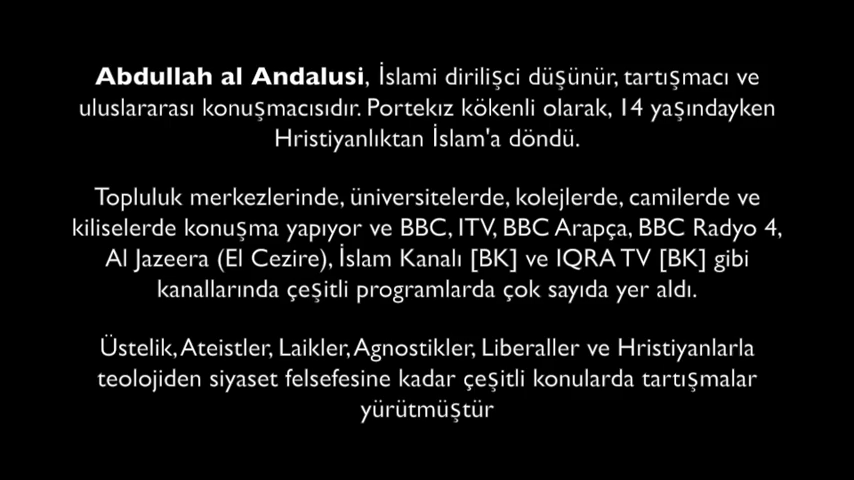 Abdullah al Andalusi, İslami dirilişci düşünür, tartışmacı ve
uluslararası konuşmacısıdır. Portekız kökenli olarak, 14 yaşındayken
Hristiyanlıktan İslam'a döndü.
Topluluk merkezlerinde, üniversitelerde, kolejlerde, camilerde ve
kiliselerde konuşma yapıyor ve BBC, ITV, BBC Arapça, BBC Radyo 4,
Al Jazeera (El Cezire), İslam Kanalı [BK] ve IQRA TV [BK] gibi
kanallarında çeşitli programlarda çok sayıda yer aldı.
Üstelik, Ateistler, Laikler, Agnostikler, Liberaller ve Hristiyanlarla
teolojiden siyaset felsefesine kadar çeşitli konularda tartışmalar
yürütmüştür